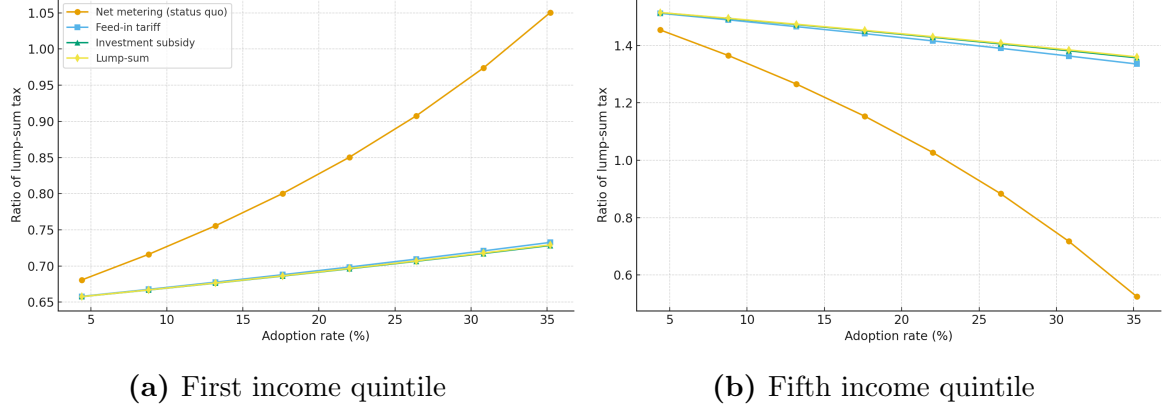 1.05
1.00
0.95
0.90
0.85
0.80
0.75
0.70
0.65
Ratio of lump-sum tax
Net metering (status quo)
Feed-in tariff
Investment subsidy
Lump-sum
5 10 15 20 25 30 35
Adoption rate (%)
(a) First income quintile
1.4
1.2
1.0
0.8
0.6
Ratio of lump-sum tax
5 10 15 20 25 30 35
Adoption rate (%)
(b) Fifth income quintile